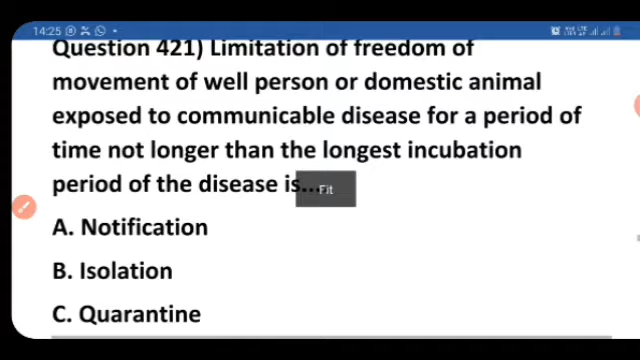 14:25
Question 421) Limitation of freedom of
movement of well person or domestic animal
exposed to communicable disease for a period of
time not longer than the longest incubation
period of the disease is...
Fit
A. Notification
B. Isolation
C. Quarantine